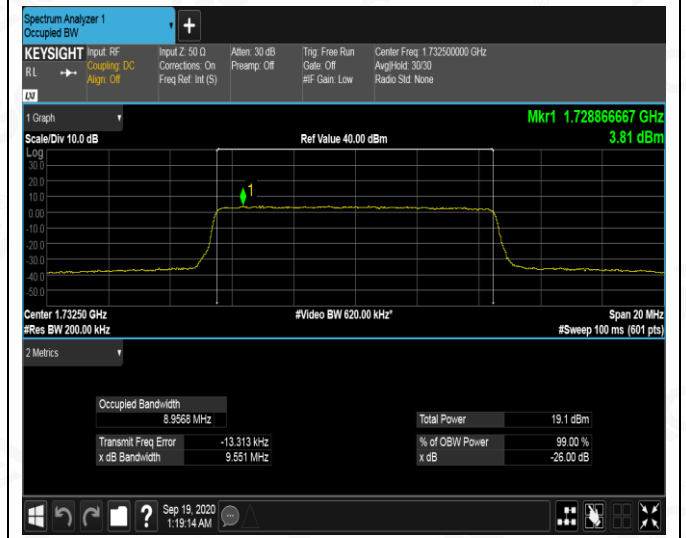 Spectrum Analyzer 1
Occupied BW
+
KEYSIGHT Input: RF Input Z: 50 Ω Atten: 30 dB Trig: Free Run Center Freq: 1.732500000 GHz
RL Coupling: DC Corrections: On Preamp: Off Gate: Off Avg|Hold: 30/30
Align: Off Freq Ref: Int (S) #IF Gain: Low Radio Std: None
LXI
1 Graph Mkr1 1.728866667 GHz
Scale/Div 10.0 dB Ref Value 40.00 dBm 3.81 dBm
Log
30.0
20.0
1
10.0
0.00
-10.0
-20.0
-30.0
-40.0
-50.0
Center 1.73250 GHz #Video BW 620.00 kHz* Span 20 MHz
#Res BW 200.00 kHz #Sweep 100 ms (601 pts)
2 Metrics
Occupied Bandwidth
8.9568 MHz Total Power 19.1 dBm
Transmit Freq Error -13.313 kHz % of OBW Power 99.00 %
x dB Bandwidth 9.551 MHz x dB -26.00 dB
? Sep 19, 2020
1:19:14 AM